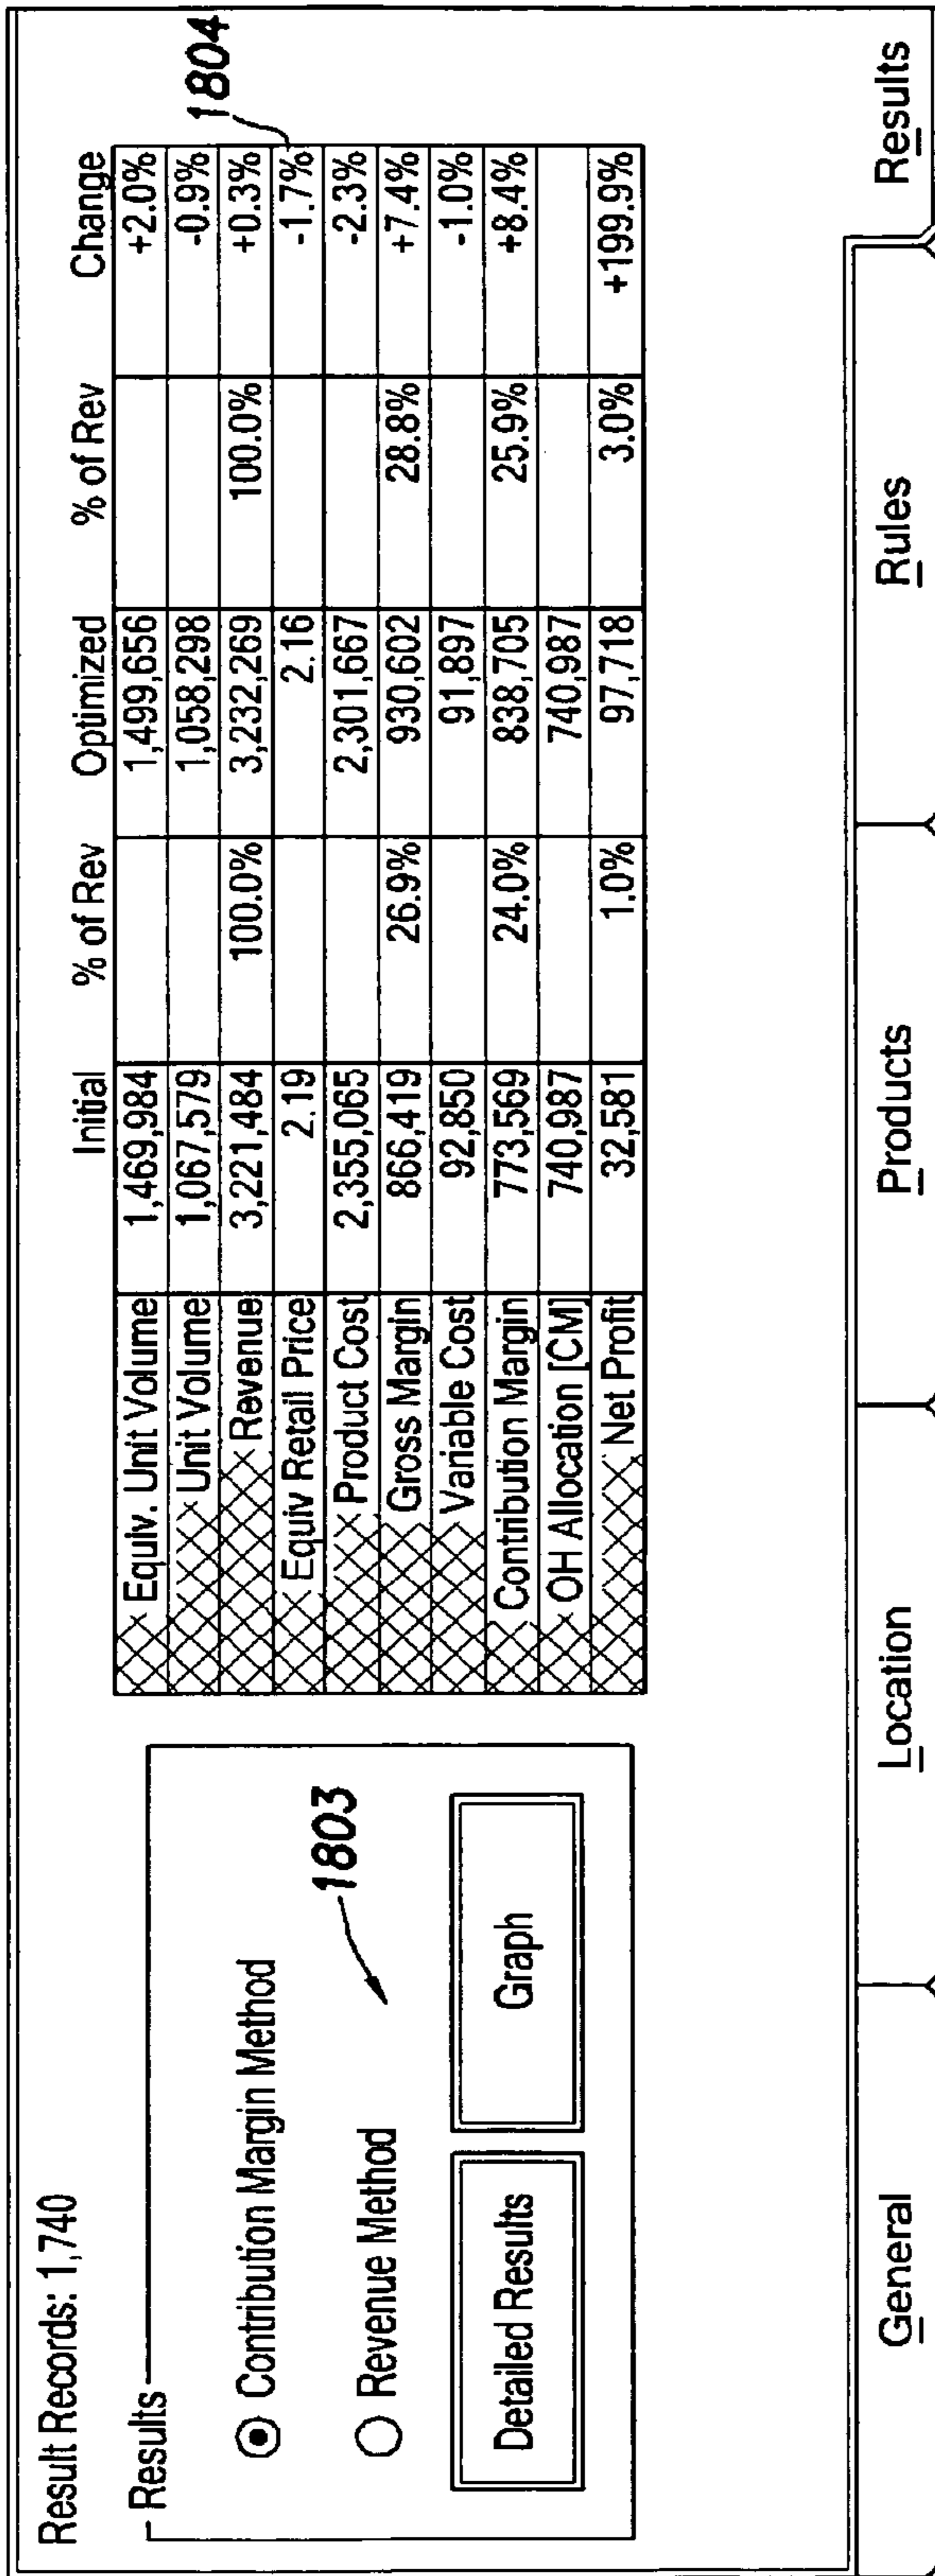 Result Records: 1,740
Results
Contribution Margin Method
Revenue Method
1803
Detailed Results Graph
Initial % of Rev Optimized % of Rev Change
Equiv. Unit Volume 1,469,984 1,499,656 +2.0%
Unit Volume 1,067,579 1,058,298 -0.9%
Revenue 3,221,484 100.0% 3,232,269 100.0% +0.3%
Equiv Retail Price 2.19 2.16 -1.7%
Product Cost 2,355,065 2,301,667 -2.3%
Gross Margin 866,419 26.9% 930,602 28.8% +7.4%
Variable Cost 92,850 91,897 -1.0%
Contribution Margin 773,569 24.0% 838,705 25.9% +8.4%
OH Allocation [CM] 740,987 740,987
Net Profit 32,581 1.0% 97,718 3.0% +199.9%
1804
General Location Products Rules Results